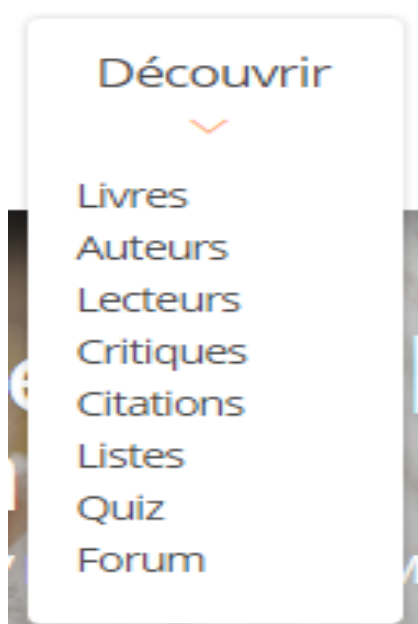 Découvrir
Livres
Auteurs
Lecteurs
Critiques
Citations
Listes
Quiz
Forum